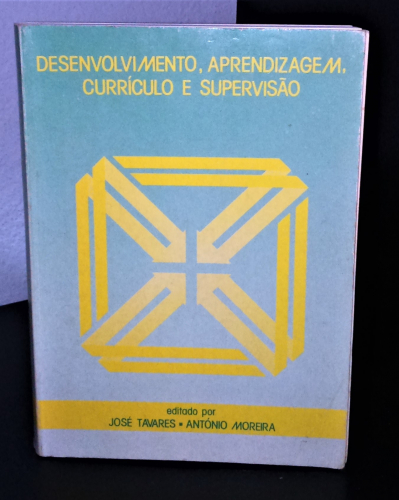 DESENVOLVIMENTO, APRENDIZAGEM,
CURRÍCULO E SUPERVISÃO
editado por
JOSÉ TAVARES • ANTÓNIO MOREIRA